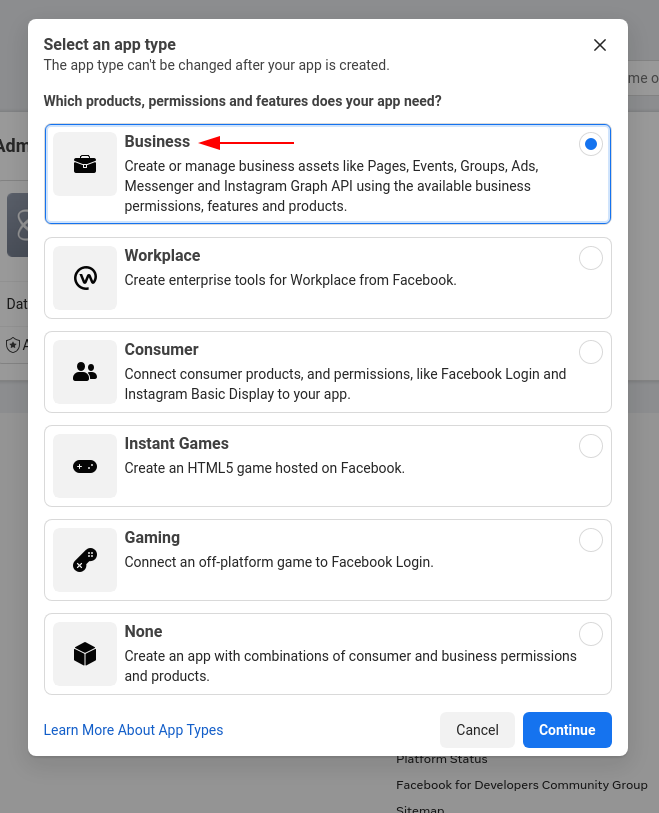 Select an app type
The app type can't be changed after your app is created.
me o
Which products, permissions and features does your app need?
Adm
Business
Create or manage business assets like Pages, Events, Groups, Ads,
Messenger and Instagram Graph API using the available business
permissions, features and products.
Workplace
Create enterprise tools for Workplace from Facebook.
Dat
Consumer
A
Connect consumer products, and permissions, like Facebook Login and
Instagram Basic Display to your app.
Instant Games
Create an HTML5 game hosted on Facebook.
Gaming
Connect an off-platform game to Facebook Login.
None
Create an app with combinations of consumer and business permissions
and products.
Learn More About App Types
Cancel
Continue
Platform Status
Facebook for Developers Community Group
Sitemap